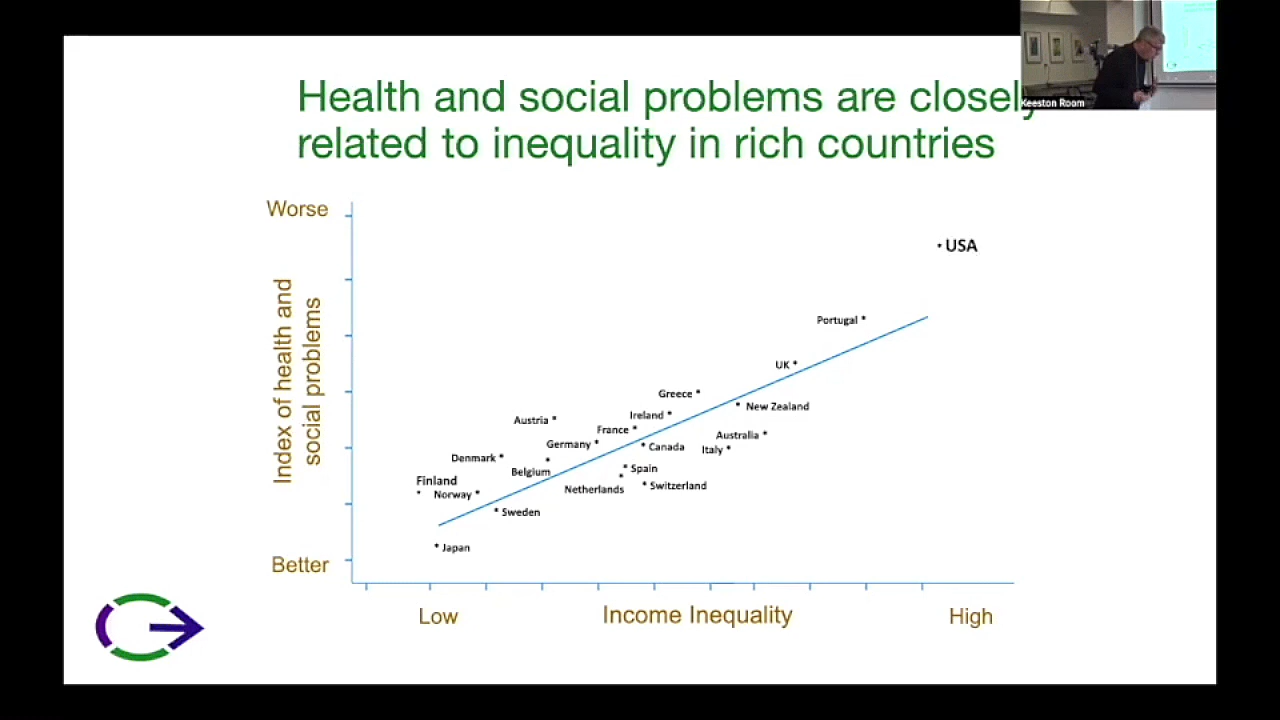 Health and social problems are closely
related to inequality in rich countries
Keeston Room
Worse
Index of health and
social problems
Better
USA
Portugal
UK
Greece
New Zealand
Ireland
Austria
France
Australia
Germany
Canada
Italy
Denmark
Belgium
Spain
Finland
Netherlands
Switzerland
Norway
Sweden
Japan
Low
Income Inequality
High